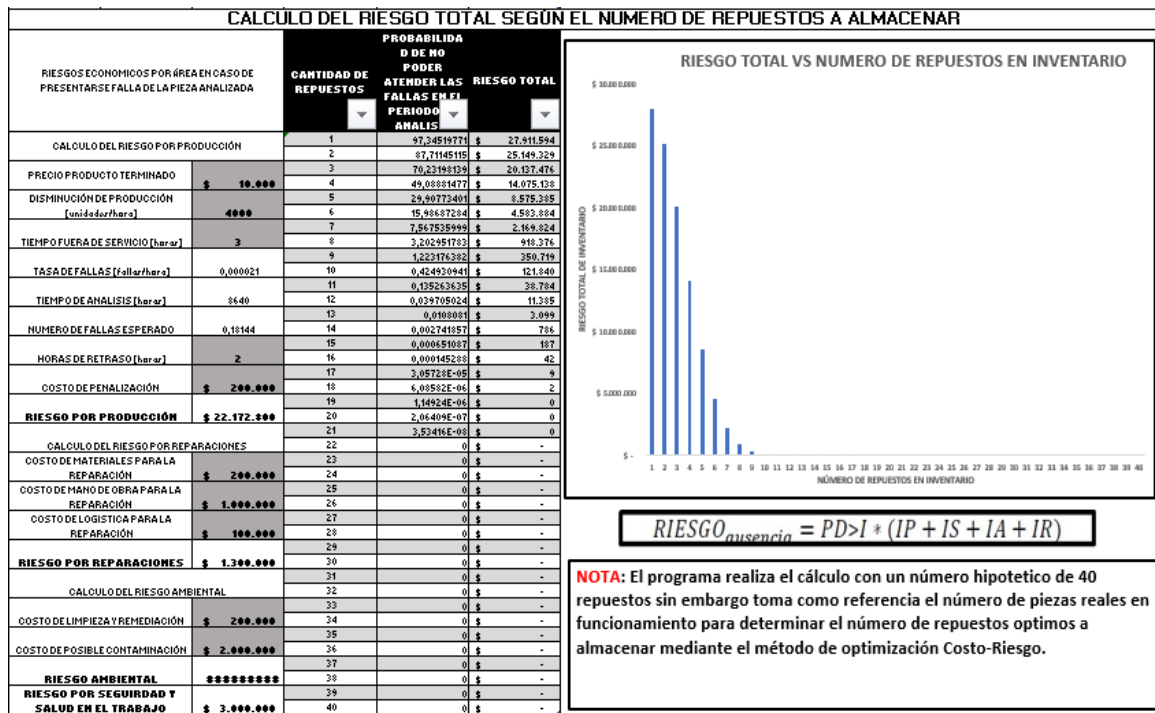 CALCULO DEL RIESGO TOTAL SEGÚN EL NUMERO DE REPUESTOS A ALMACENAR
RIESGOS ECONOMICOS POR ÁREA EN CASO DE
PRESENTARSE FALLA DE LA PIEZA ANALIZADA
CALCULO DEL RIESGO POR PRODUCCIÓN
PRECIO PRODUCTO TERMINADO
$ 10.000
DISMINUCIÓN DE PRODUCCIÓN
[unidades/hora]
4000
TIEMPO FUERA DE SERVICIO [horas]
3
TASA DE FALLAS [fallas/hora]
0,000021
TIEMPO DE ANALISIS [horas]
8640
NUMERO DE FALLAS ESPERADO
0,18144
HORAS DE RETRASO [horas]
2
COSTO DE PENALIZACIÓN
$ 200.000
RIESGO POR PRODUCCIÓN $ 22.172.800
CALCULO DEL RIESGO POR REPARACIONES
COSTO DE MATERIALES PARA LA
REPARACIÓN
$ 200.000
COSTO DE MANO DE OBRA PARA LA
REPARACIÓN
$ 1.000.000
COSTO DE LOGISTICA PARA LA
REPARACIÓN
$ 100.000
RIESGO POR REPARACIONES $ 1.300.000
CALCULO DEL RIESGO AMBIENTAL
COSTO DE LIMPIEZA Y REMEDIACIÓN $ 200.000
COSTO DE POSIBLE CONTAMINACIÓN $ 2.000.000
RIESGO AMBIENTAL #########
RIESGO POR SEGUIRDAD Y
SALUD EN EL TRABAJO $ 3.000.000
CANTIDAD DE
REPUESTOS
PROBABILIDA
D DE NO
PODER
ATENDER LAS
FALLAS EN EL
PERIODO
ANALIS
RIESGO TOTAL
1 97,34519771 $ 27.911.594
2 87,71145115 $ 25.149.329
3 70,23198139 $ 20.137.476
4 49,08881477 $ 14.075.138
5 29,90773401 $ 8.575.385
6 15,98687284 $ 4.583.884
7 7,567535999 $ 2.169.824
8 3,202951783 $ 918.376
9 1,223176382 $ 350.719
10 0,424930941 $ 121.840
11 0,135263635 $ 38.784
12 0,039705024 $ 11.385
13 0,0108081 $ 3.099
14 0,002741857 $ 786
15 0,000651087 $ 187
16 0,000145288 $ 42
17 3,05728E-05 $ 9
18 6,08582E-06 $ 2
19 1,14924E-06 $ 0
20 2,06409E-07 $ 0
21 3,53416E-08 $ 0
22 0 $ -
23 0 $ -
24 0 $ -
25 0 $ -
26 0 $ -
27 0 $ -
28 0 $ -
29 0 $ -
30 0 $ -
31 0 $ -
32 0 $ -
33 0 $ -
34 0 $ -
35 0 $ -
36 0 $ -
37 0 $ -
38 0 $ -
39 0 $ -
40 0 $ -
RIESGO TOTAL VS NUMERO DE REPUESTOS EN INVENTARIO
RIESGO TOTAL DE INVENTARIO
$ 30.000.000
$ 25.000.000
$ 20.000.000
$ 15.000.000
$ 10.000.000
$ 5.000.000
$ -
1 2 3 4 5 6 7 8 9 10 11 12 13 14 15 16 17 18 19 20 21 22 23 24 25 26 27 28 29 30 31 32 33 34 35 36 37 38 39 40
NÚMERO DE REPUESTOS EN INVENTARIO
RIESGO ausencia = PD>I * (IP + IS + IA + IR)
NOTA: El programa realiza el cálculo con un número hipotetico de 40
repuestos sin embargo toma como referencia el número de piezas reales en
funcionamiento para determinar el número de repuestos optimos a
almacenar mediante el método de optimización Costo-Riesgo.